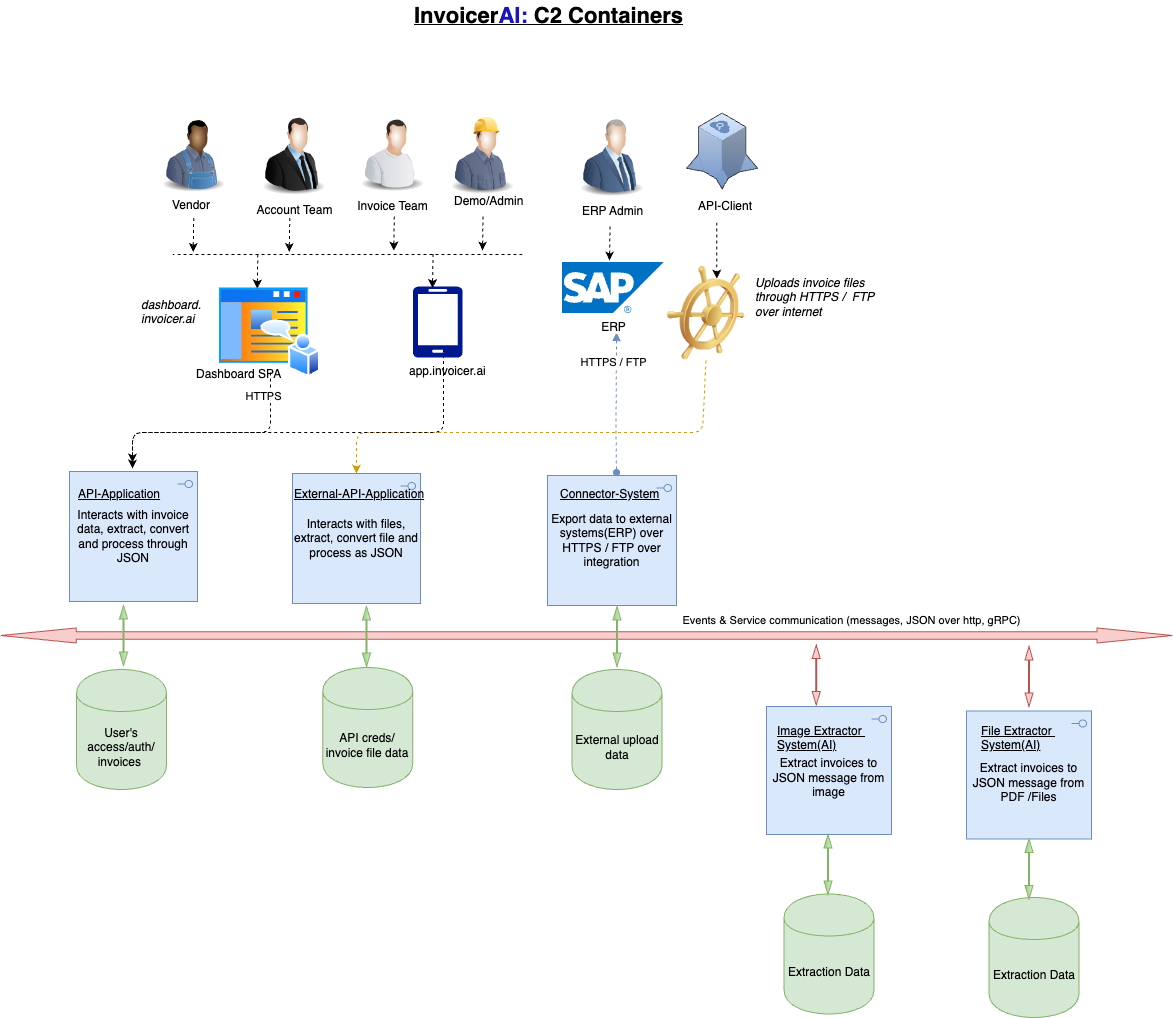 InvoicerAI: C2 Containers
Vendor
Account Team
Invoice Team
Demo/Admin
ERP Admin
API-Client
dashboard.
invoicer.ai
Dashboard SPA
HTTPS
app.invoicer.ai
SAP
®
ERP
HTTPS / FTP
Uploads invoice files
through HTTPS /  FTP
over internet
API-Application
Interacts with invoice
data, extract, convert
and process through
JSON
External-API-Application
Interacts with files,
extract, convert file and
process as JSON
Connector-System
Export data to external
systems(ERP) over
HTTPS / FTP over
integration
Events & Service communication (messages, JSON over http, gRPC)
User's
access/auth/
invoices
API creds/
invoice file data
External upload
data
Image Extractor
System(AI)
Extract invoices to
JSON message from
image
File Extractor
System(AI)
Extract invoices to
JSON message from
PDF /Files
Extraction Data
Extraction Data